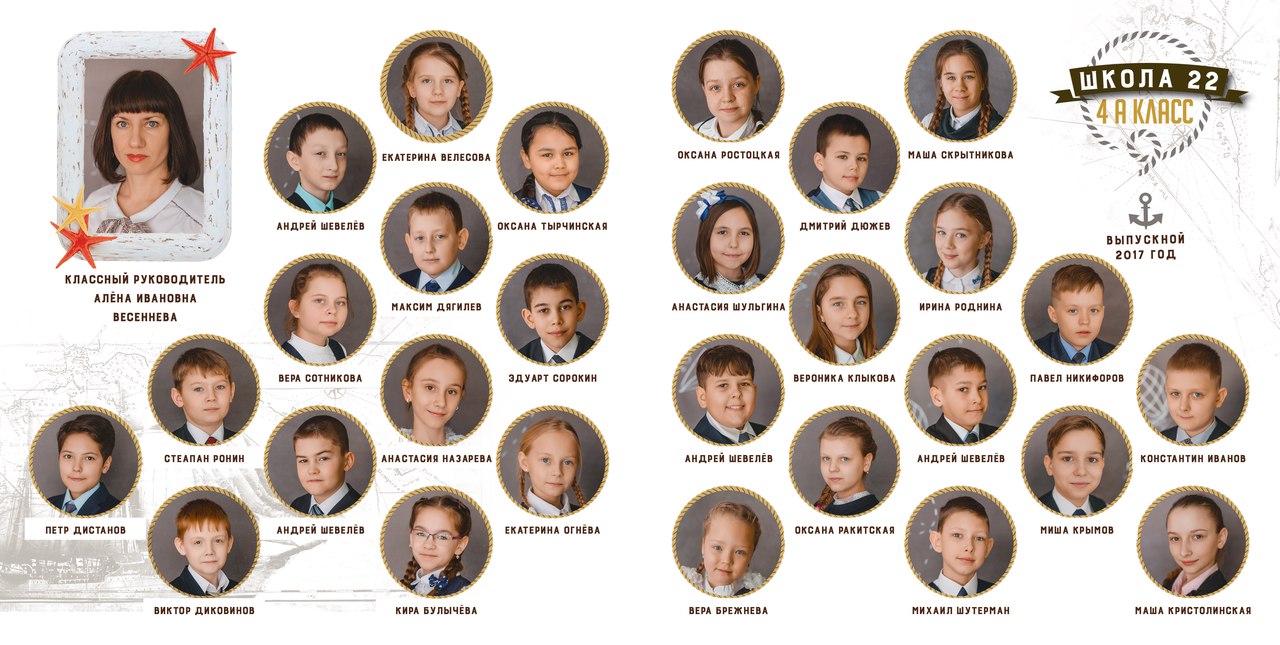 КЛАССНЫЙ РУКОВОДИТЕЛЬ
АЛЁНА ИВАНОВНА
ВЕСЕННЕВА
ЕКАТЕРИНА ВЕЛЕСОВА
АНДРЕЙ ШЕВЕЛЁВ
ОКСАНА ТЫРЧИНСКАЯ
МАКСИМ ДЯГИЛЕВ
ВЕРА СОТНИКОВА
ЭДУАРТ СОРОКИН
СТЕАПАН РОНИН
АНАСТАСИЯ НАЗАРЕВА
ПЕТР ДИСТАНОВ
АНДРЕЙ ШЕВЕЛЁВ
ЕКАТЕРИНА ОГНЁВА
ВИКТОР ДИКОВИНОВ
КИРА БУЛЫЧЁВА
ШКОЛА 22
4 А КЛАСС
ВЫПУСКНОЙ
2017 ГОД
ОКСАНА РОСТОЦКАЯ
МАША СКРЫТНИКОВА
ДМИТРИЙ ДЮЖЕВ
АНАСТАСИЯ ШУЛЬГИНА
ИРИНА РОДНИНА
ВЕРОНИКА КЛЫКОВА
ПАВЕЛ НИКИФОРОВ
АНДРЕЙ ШЕВЕЛЁВ
АНДРЕЙ ШЕВЕЛЁВ
КОНСТАНТИН ИВАНОВ
ОКСАНА РАКИТСКАЯ
МИША КРЫМОВ
ВЕРА БРЕЖНЕВА
МИХАИЛ ШУТЕРМАН
МАША КРИСТОЛИНСКАЯ